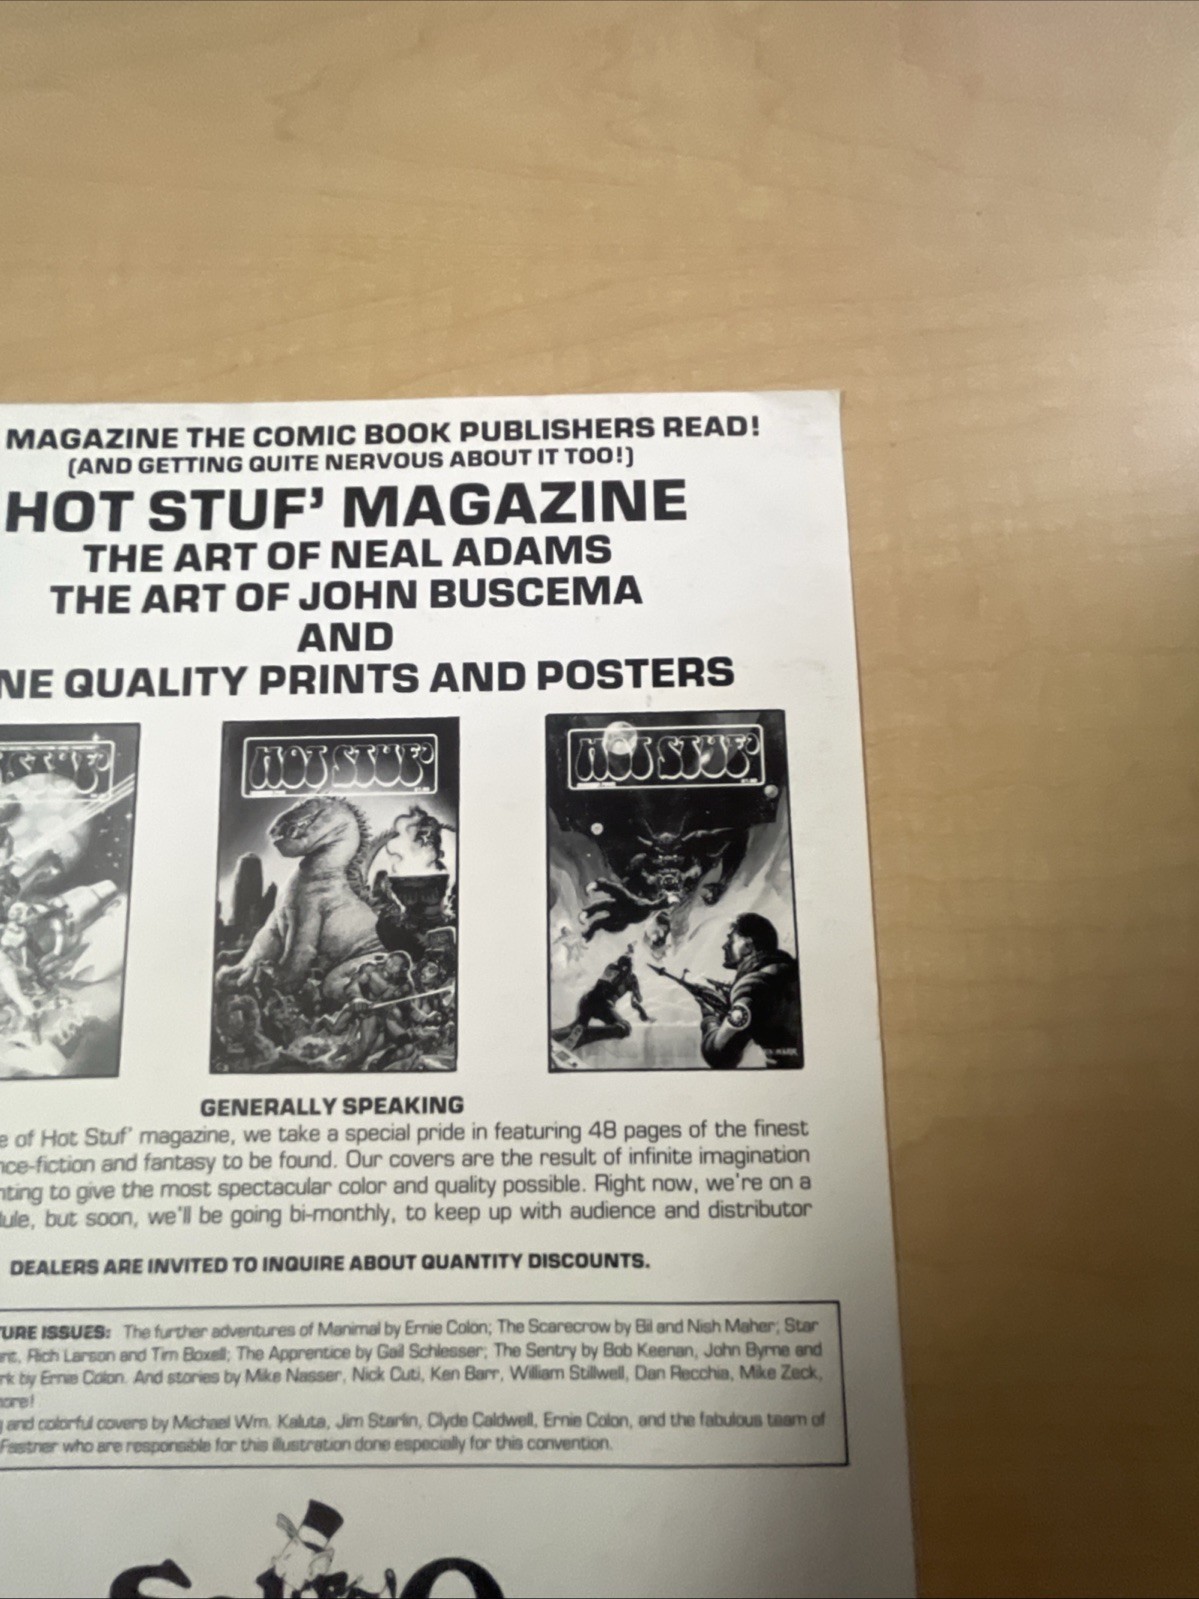 MAGAZINE THE COMIC BOOK PUBLISHERS READ!
(AND GETTING QUITE NERVOUS ABOUT IT TOO!)
HOT STUF' MAGAZINE
THE ART OF NEAL ADAMS
THE ART OF JOHN BUSCEMA
AND
NE QUALITY PRINTS AND POSTERS
STUF'
HOT STUF'
HOT STUF'
GENERALLY SPEAKING
e of Hot Stuf' magazine, we take a special pride in featuring 48 pages of the finest
nce-fiction and fantasy to be found. Our covers are the result of infinite imagination
nting to give the most spectacular color and quality possible. Right now, we're on a
lule, but soon, we'll be going bi-monthly, to keep up with audience and distributor
DEALERS ARE INVITED TO INQUIRE ABOUT QUANTITY DISCOUNTS.
TURE ISSUES: The further adventures of Manimal by Ernie Colon; The Scarecrow by Bil and Nish Maher; Star
nt, Rich Larson and Tim Boxell; The Apprentice by Gail Schlesser; The Sentry by Bob Keenan, John Byrne and
rk by Ernie Colon. And stories by Mike Nasser, Nick Cuti, Ken Barr, William Stillwell, Dan Recchia, Mike Zeck,
ore!
g and colorful covers by Michael Wm. Kaluta, Jim Starlin, Clyde Caldwell, Ernie Colon, and the fabulous team of
Fastner who are responsible for this illustration done especially for this convention.